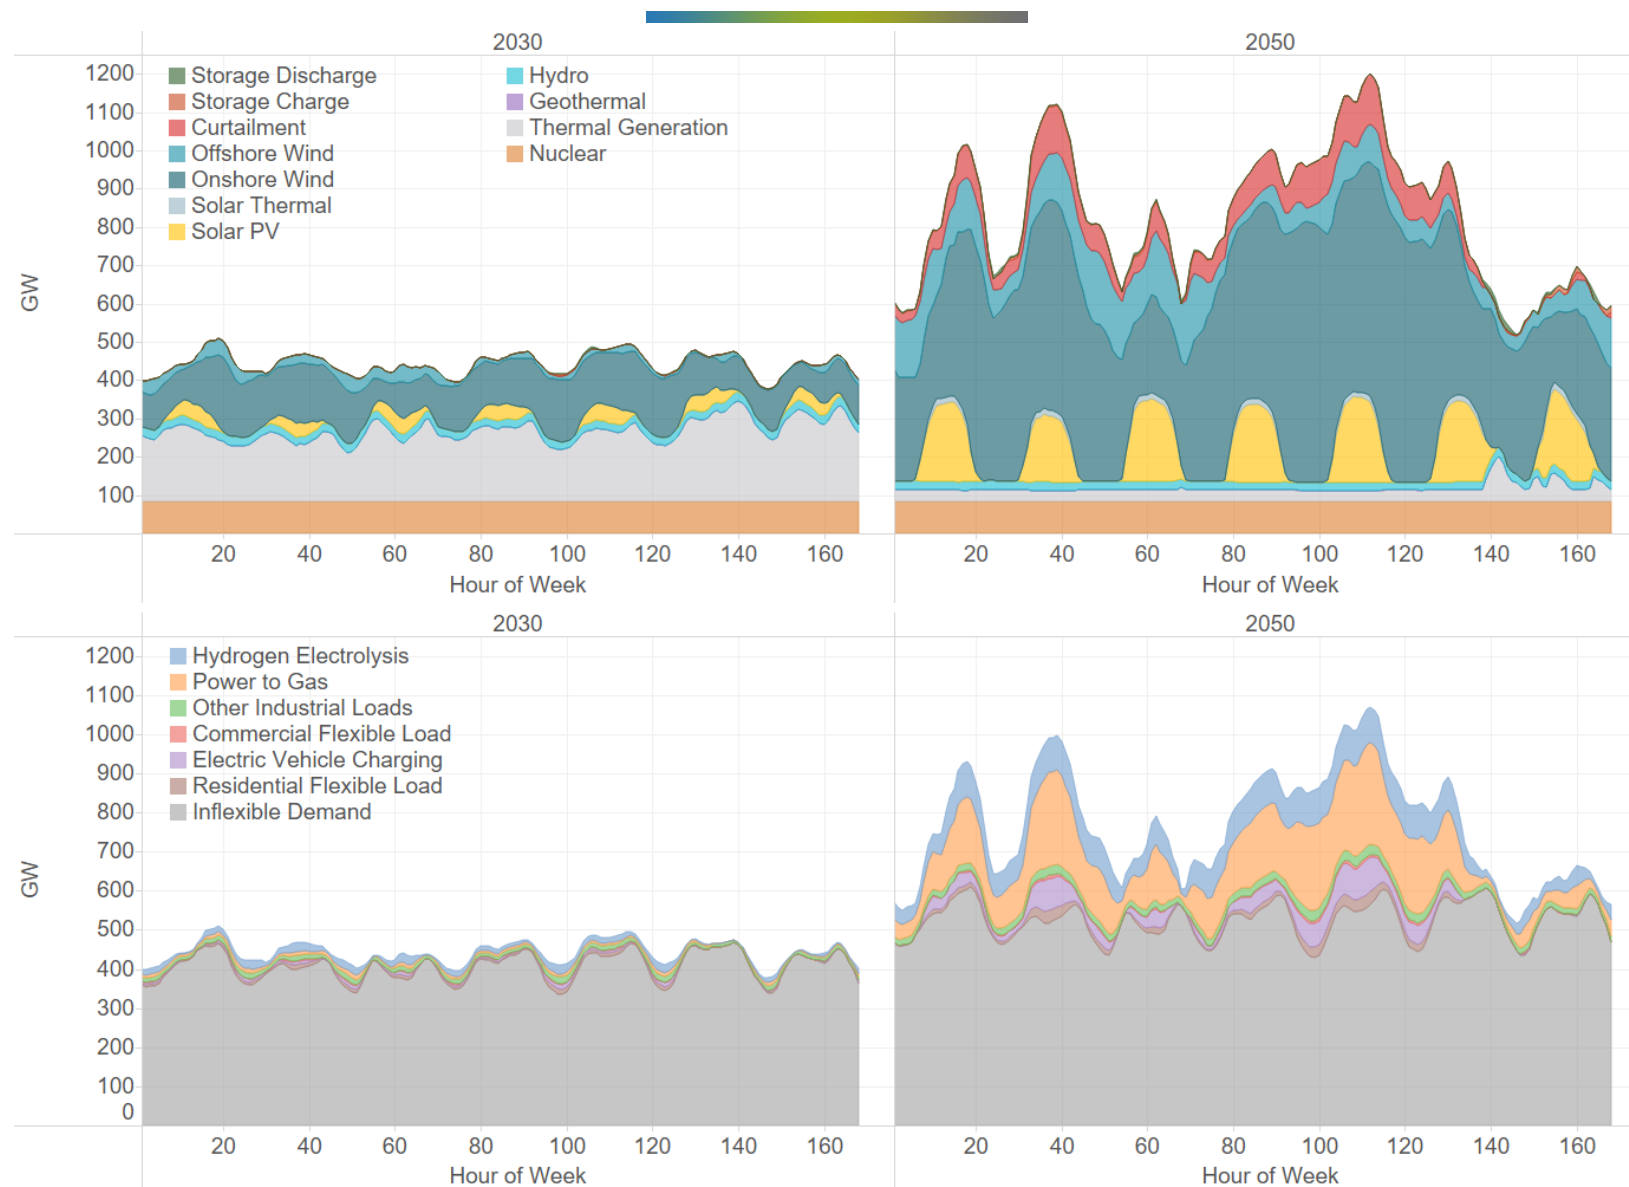 2030 2050
1200
1100
1000
900
800
700
600
500
400
300
200
100
GW
Storage Discharge
Storage Charge
Curtailment
Offshore Wind
Onshore Wind
Solar Thermal
Solar PV
Hydro
Geothermal
Thermal Generation
Nuclear
20 40 60 80 100 120 140 160 20 40 60 80 100 120 140 160
Hour of Week Hour of Week
2030 2050
1200
1100
1000
900
800
700
600
500
400
300
200
100
0
GW
Hydrogen Electrolysis
Power to Gas
Other Industrial Loads
Commercial Flexible Load
Electric Vehicle Charging
Residential Flexible Load
Inflexible Demand
20 40 60 80 100 120 140 160 20 40 60 80 100 120 140 160
Hour of Week Hour of Week